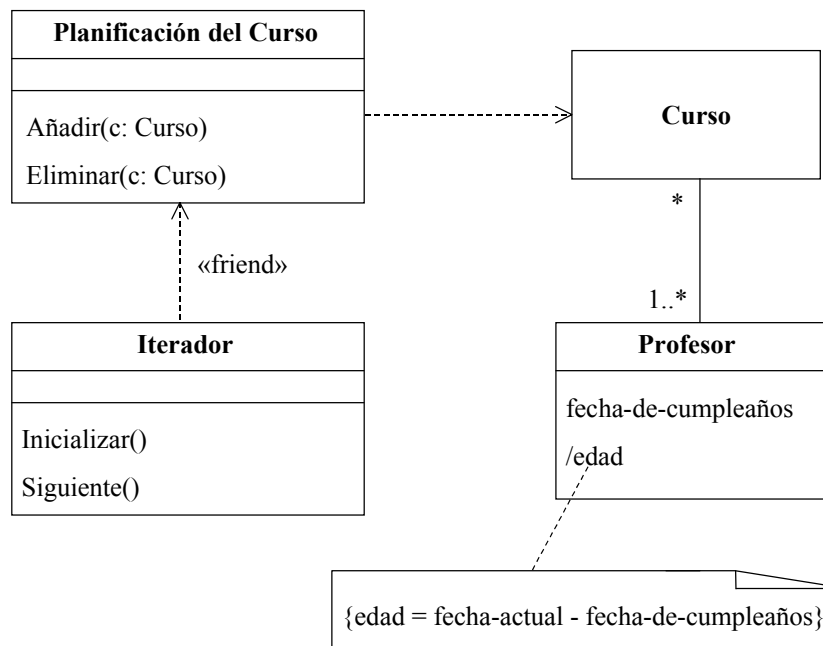 Planificación del Curso
Añadir(c: Curso)
Eliminar(c: Curso)
Curso
*
«friend»
1..*
Iterador
Inicializar()
Siguiente()
Profesor
fecha-de-cumpleaños
/edad
{edad = fecha-actual - fecha-de-cumpleaños}